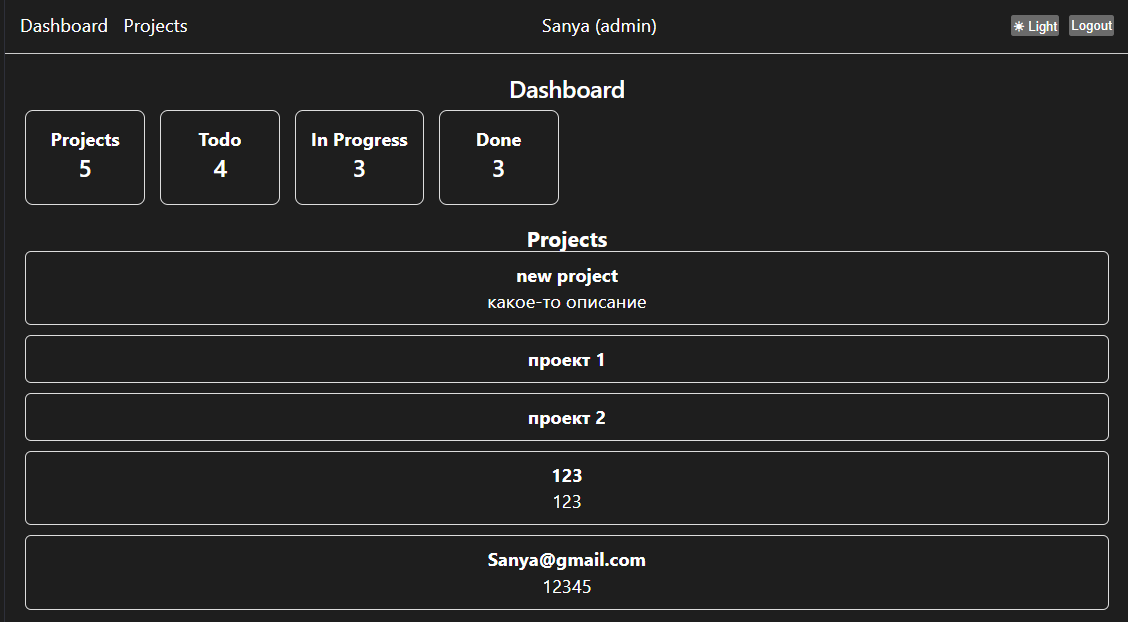 Dashboard Projects Sanya (admin) ☀ Light Logout
Dashboard
Projects Todo In Progress Done
5 4 3 3
Projects
new project
какое-то описание
проект 1
проект 2
123
123
Sanya@gmail.com
12345